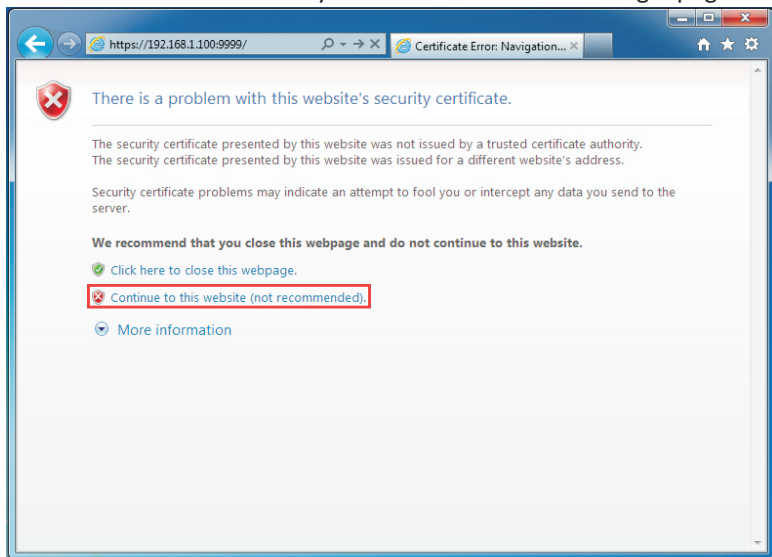 https://192.168.1.100:9999/
Certificate Error: Navigation...
There is a problem with this website's security certificate.
The security certificate presented by this website was not issued by a trusted certificate authority.
The security certificate presented by this website was issued for a different website's address.
Security certificate problems may indicate an attempt to fool you or intercept any data you send to the
server.
We recommend that you close this webpage and do not continue to this website.
Click here to close this webpage.
Continue to this website (not recommended).
More information